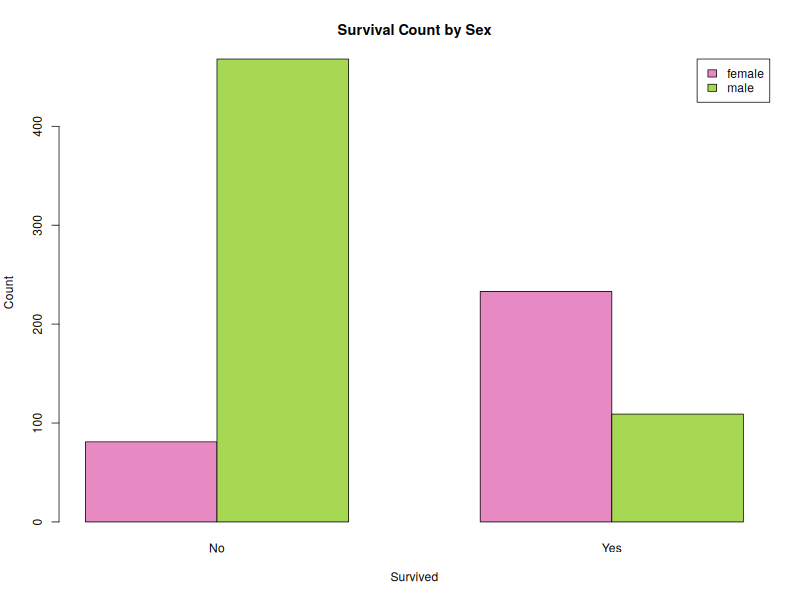 Survival Count by Sex
female
male
400
300
200
100
0
Count
No
Yes
Survived